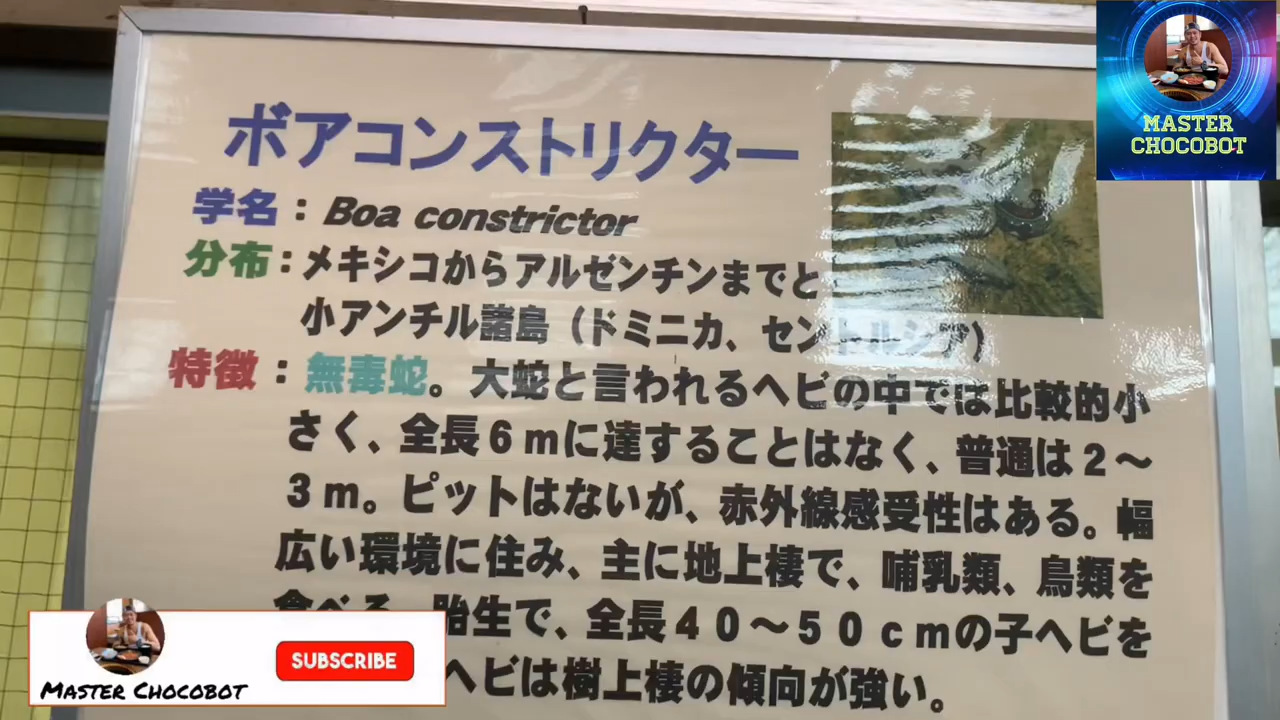 ボアコンストリクター
学名：Boa constrictor
分布：メキシコからアルゼンチンまでと
小アンチル諸島（ドミニカ、セントルシア）
特徴：無毒蛇。大蛇と言われるヘビの中では比較的小
さく、全長６ｍに達することはなく、普通は２～
３ｍ。ピットはないが、赤外線感受性はある。幅
広い環境に住み、主に地上棲で、哺乳類、鳥類を
食べる。胎生で、全長４０～５０ｃｍの子ヘビを
ヘビは樹上棲の傾向が強い。
MASTER
CHOCOBOT
SUBSCRIBE
MASTER CHOCOBOT